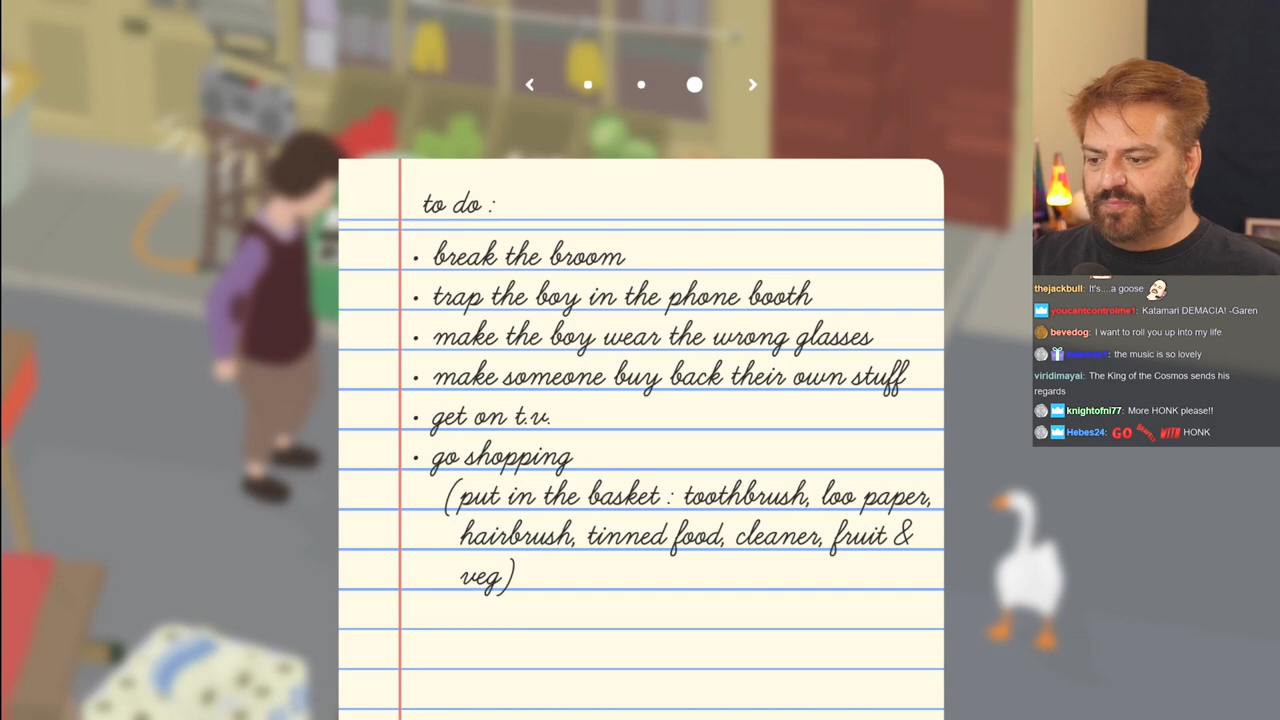 to do :
• break the broom
• trap the boy in the phone booth
• make the boy wear the wrong glasses
• make someone buy back their own stuff
• get on t.v.
• go shopping
(put in the basket : toothbrush, loo paper,
hairbrush, tinned food, cleaner, fruit &
veg)
thejackbull: It's....a goose
youcantcontrolme1: Katamari DEMACIA! -Garen
bevedog: I want to roll you up into my life
: the music is so lovely
viridimayai: The King of the Cosmos sends his
regards
knightofni77: More HONK please!!
Hebes24: GO WITH HONK